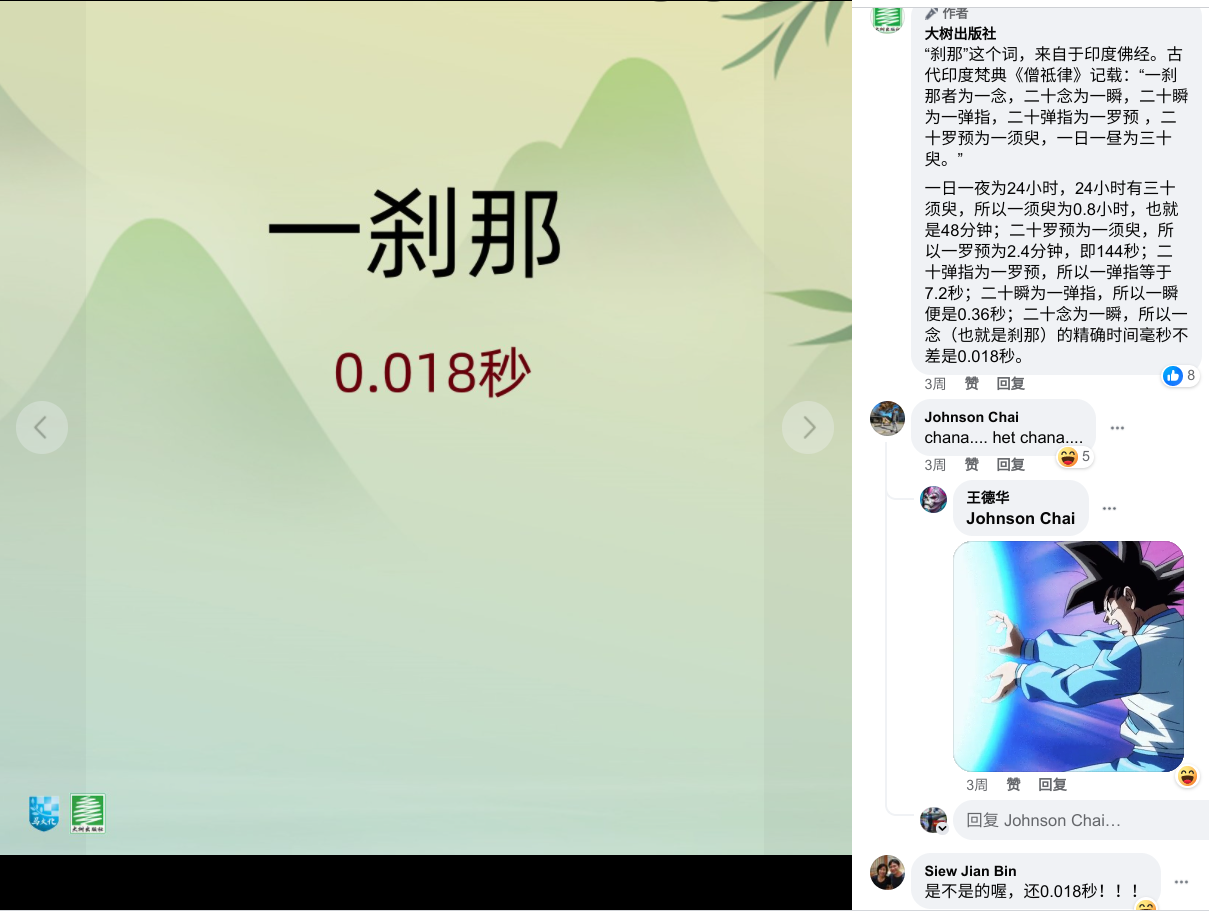 一刹那
0.018秒
马大化
大树出版社
作者
大树出版社
“刹那”这个词，来自于印度佛经。古
代印度梵典《僧祗律》记载：“一刹
那者为一念，二十念为一瞬，二十瞬
为一弹指，二十弹指为一罗预 ，二
十罗预为一须臾，一日一昼为三十
臾。”
一日一夜为24小时，24小时有三十
须臾，所以一须臾为0.8小时，也就
是48分钟；二十罗预为一须臾，所
以一罗预为2.4分钟，即144秒；二
十弹指为一罗预，所以一弹指等于
7.2秒；二十瞬为一弹指，所以一瞬
便是0.36秒；二十念为一瞬，所以一
念（也就是刹那）的精确时间毫秒不
差是0.018秒。
8
3周 赞 回复
Johnson Chai
chana.... het chana....
5
3周 赞 回复
王德华
Johnson Chai
3周 赞 回复
回复 Johnson Chai…
Siew Jian Bin
是不是的喔，还0.018秒！！！